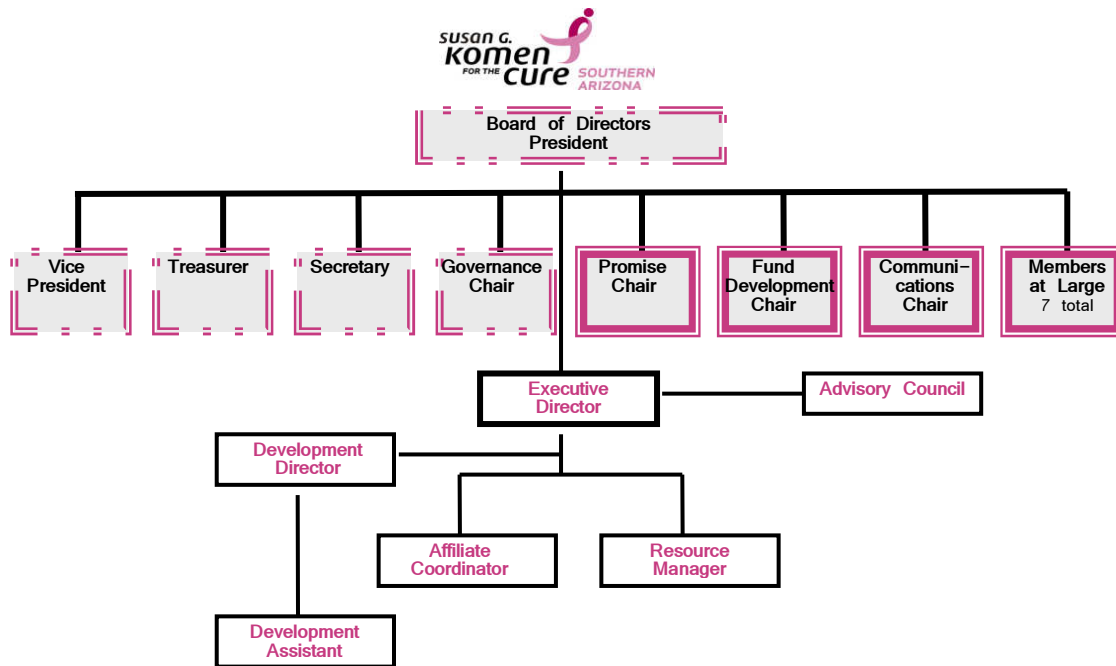 susan g.
komen
FOR THE
cure
SOUTHERN
ARIZONA
Board of Directors
President
Vice
President
Treasurer
Secretary
Governance
Chair
Promise
Chair
Fund
Development
Chair
Communi-
cations
Chair
Members
at Large
7 total
Executive
Director
Advisory Council
Development
Director
Affiliate
Coordinator
Resource
Manager
Development
Assistant